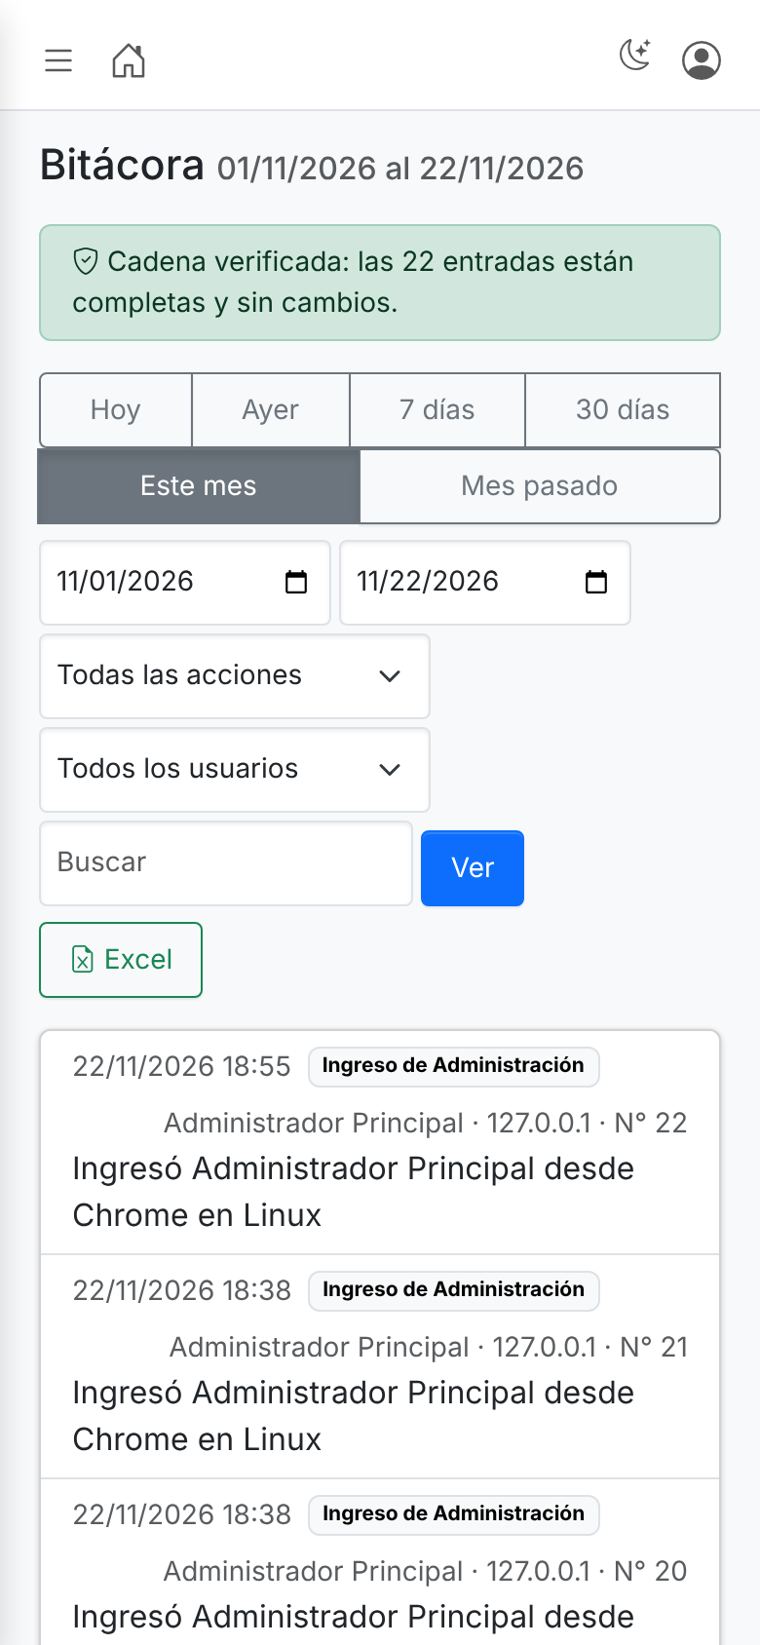 Bitácora 01/11/2026 al 22/11/2026
Cadena verificada: las 22 entradas están
completas y sin cambios.
Hoy Ayer 7 días 30 días
Este mes Mes pasado
11/01/2026 11/22/2026
Todas las acciones
Todos los usuarios
Buscar Ver
Excel
22/11/2026 18:55 Ingreso de Administración
Administrador Principal · 127.0.0.1 · N° 22
Ingresó Administrador Principal desde
Chrome en Linux
22/11/2026 18:38 Ingreso de Administración
Administrador Principal · 127.0.0.1 · N° 21
Ingresó Administrador Principal desde
Chrome en Linux
22/11/2026 18:38 Ingreso de Administración
Administrador Principal · 127.0.0.1 · N° 20
Ingresó Administrador Principal desde